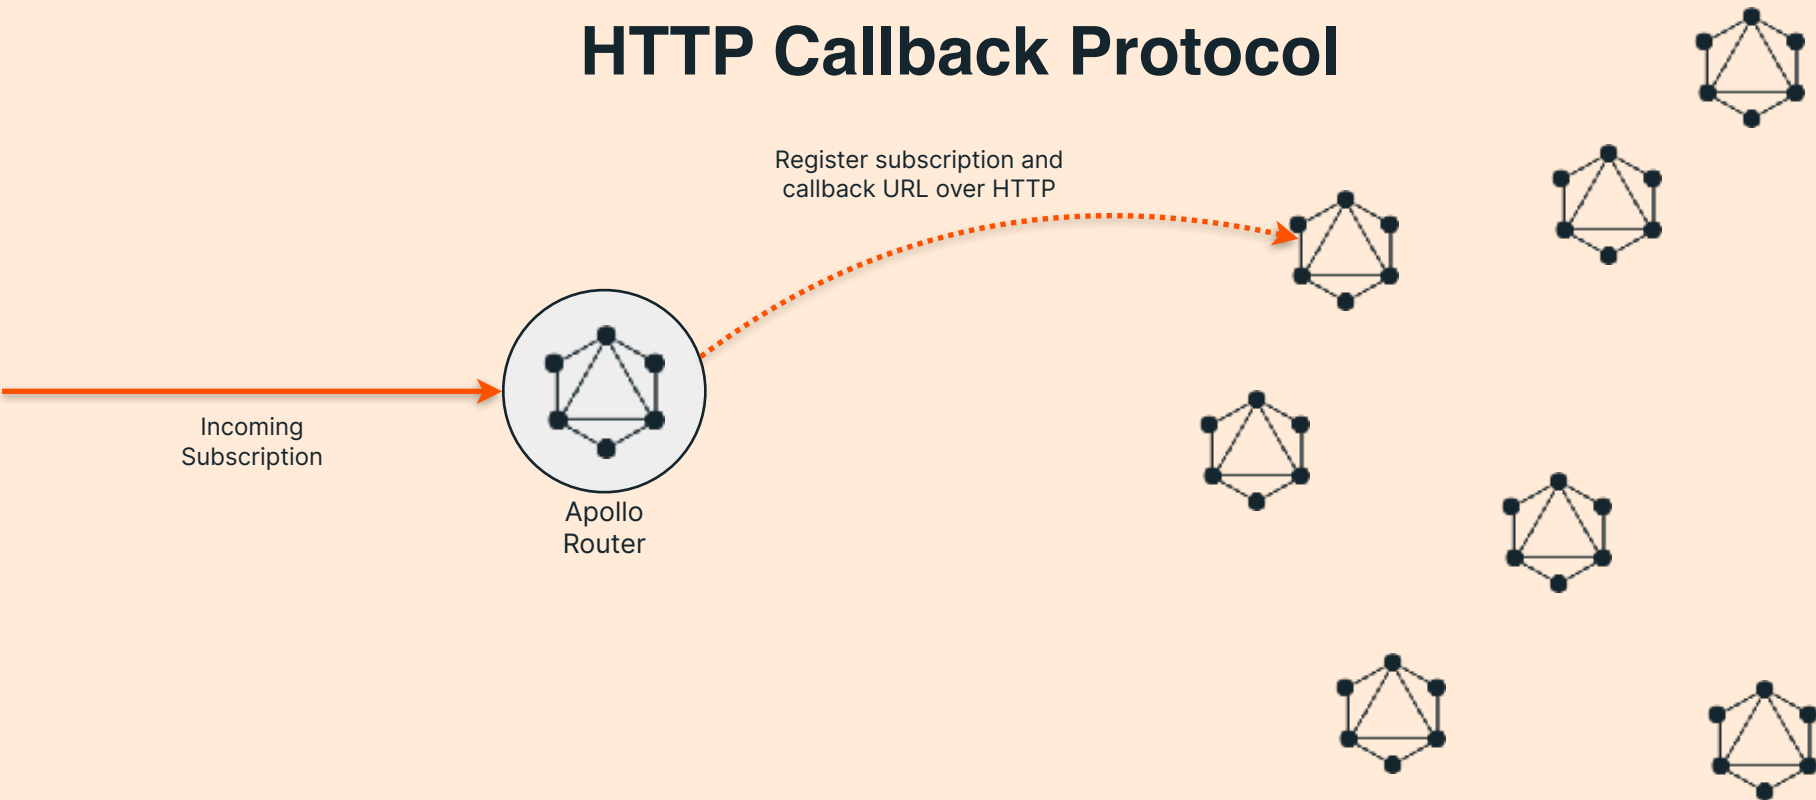 HTTP Callback Protocol
Register subscription and
callback URL over HTTP
Incoming
Subscription
Apollo
Router